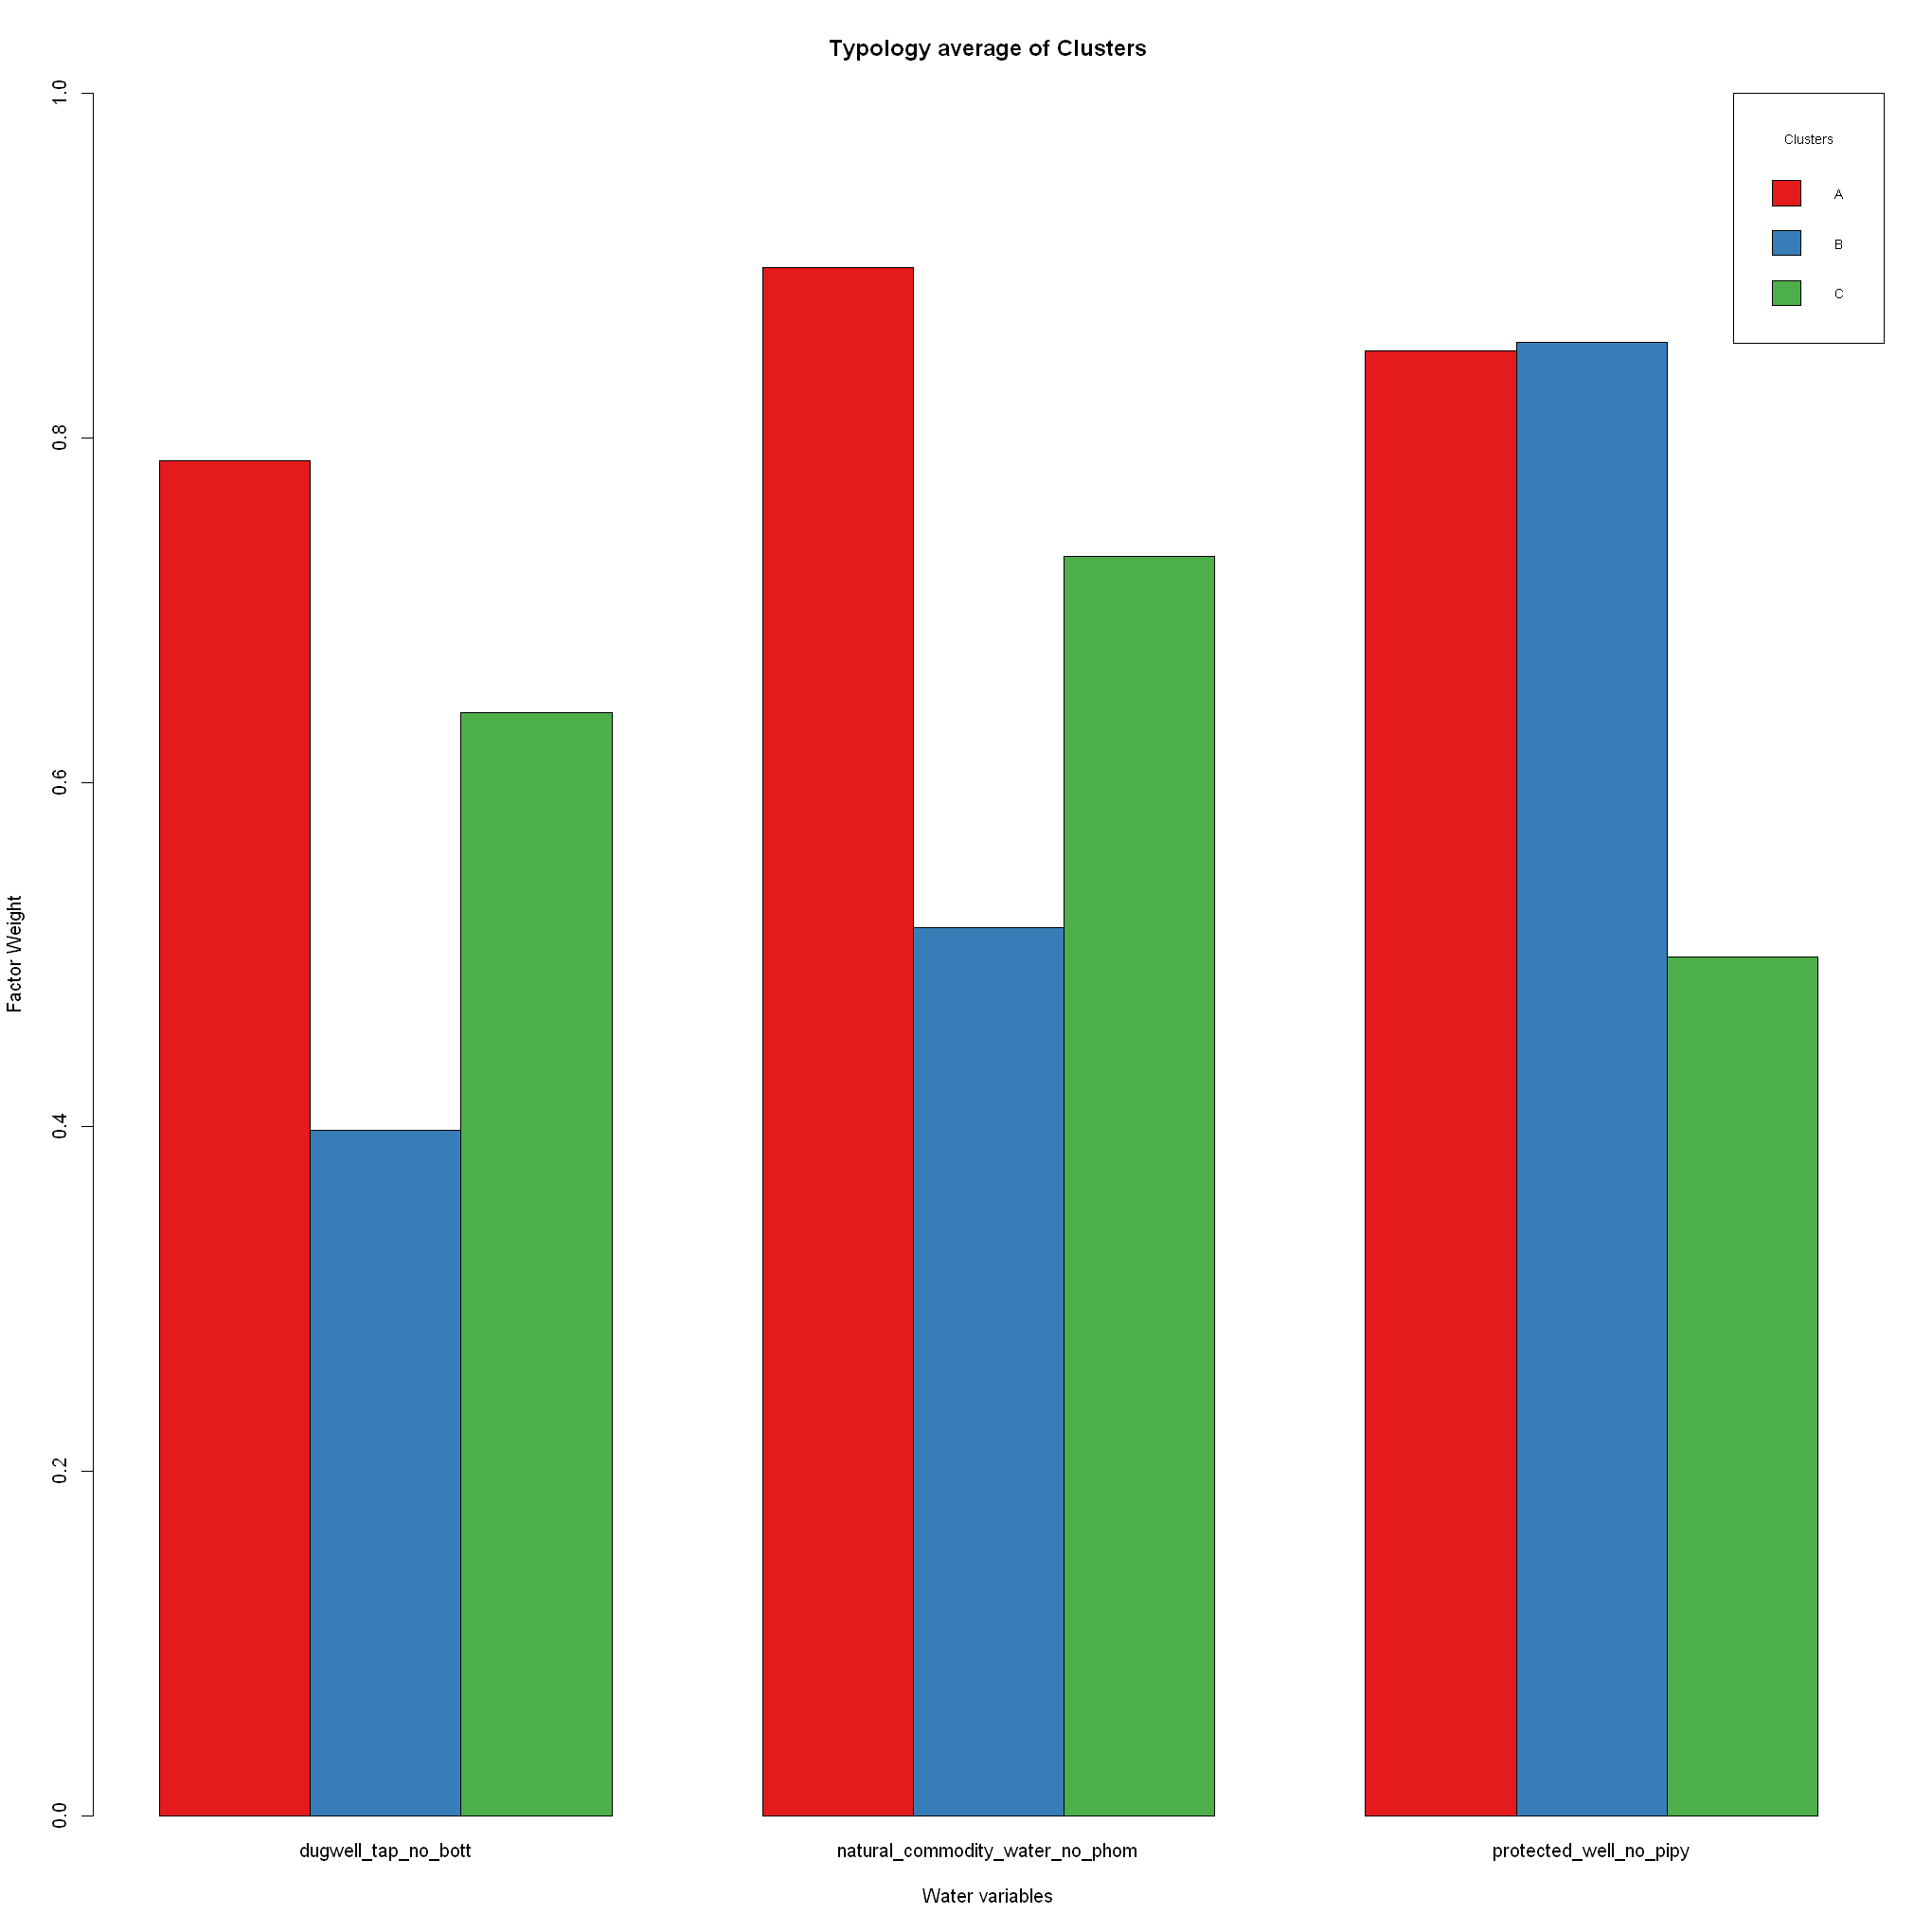 Typology average of Clusters
Clusters
A
B
C
1.0
0.8
0.6
0.4
0.2
0.0
Factor Weight
dugwell_tap_no_bott
natural_commodity_water_no_phom
protected_well_no_pipy
Water variables